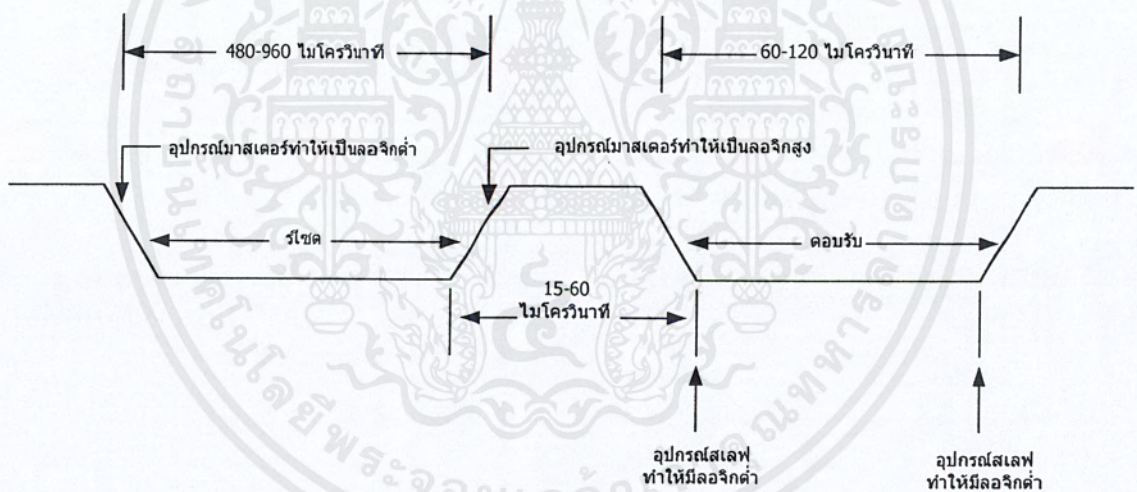 480-960 ไมโครวินาที
60-120 ไมโครวินาที
อุปกรณ์มาสเตอร์ทำให้เป็นลอจิกต่ำ
อุปกรณ์มาสเตอร์ทำให้เป็นลอจิกสูง
รีเซต
ตอบรับ
15-60
ไมโครวินาที
อุปกรณ์สเลฟ
ทำให้มีลอจิกต่ำ
อุปกรณ์สเลฟ
ทำให้มีลอจิกต่ำ